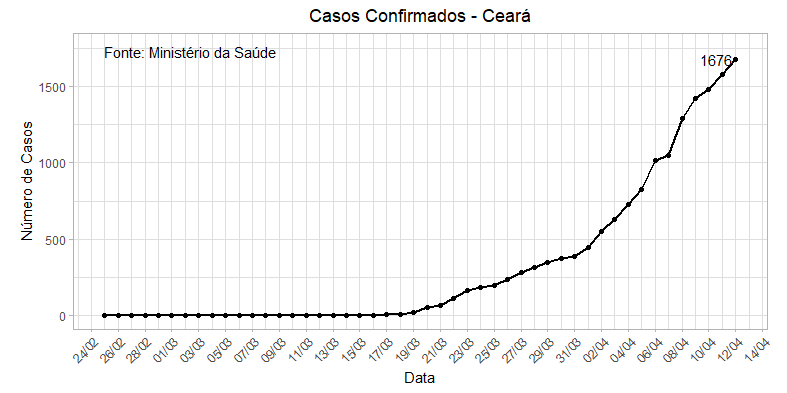 Casos Confirmados - Ceará
Fonte: Ministério da Saúde
1676
Número de Casos
1500
1000
500
0
24/02 26/02 28/02 01/03 03/03 05/03 07/03 09/03 11/03 13/03 15/03 17/03 19/03 21/03 23/03 25/03 27/03 29/03 31/03 02/04 04/04 06/04 08/04 10/04 12/04 14/04
Data